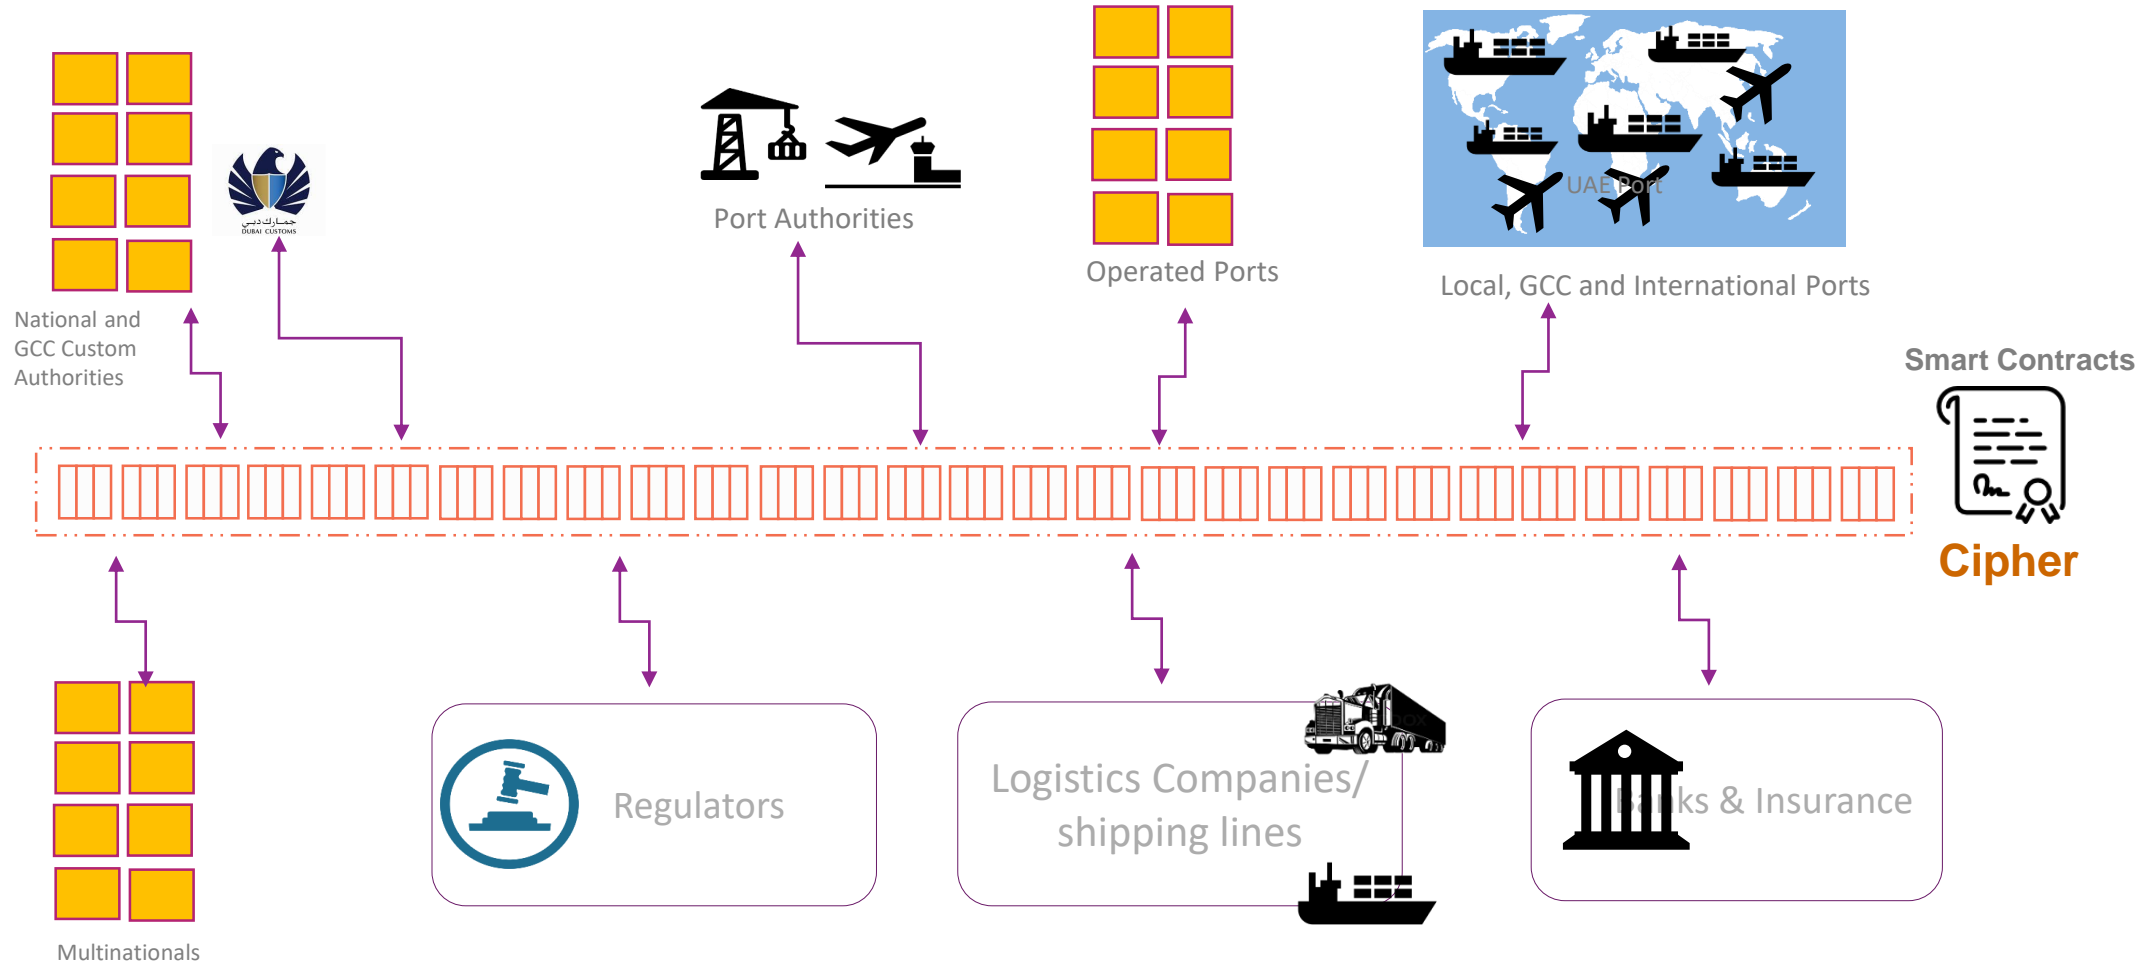 UAE Port
جمارك دبي
DUBAI CUSTOMS
Port Authorities
Operated Ports
Local, GCC and International Ports
National and
GCC Custom
Authorities
Smart Contracts
Cipher
Regulators
Logistics Companies/
shipping lines
Banks & Insurance
Multinationals